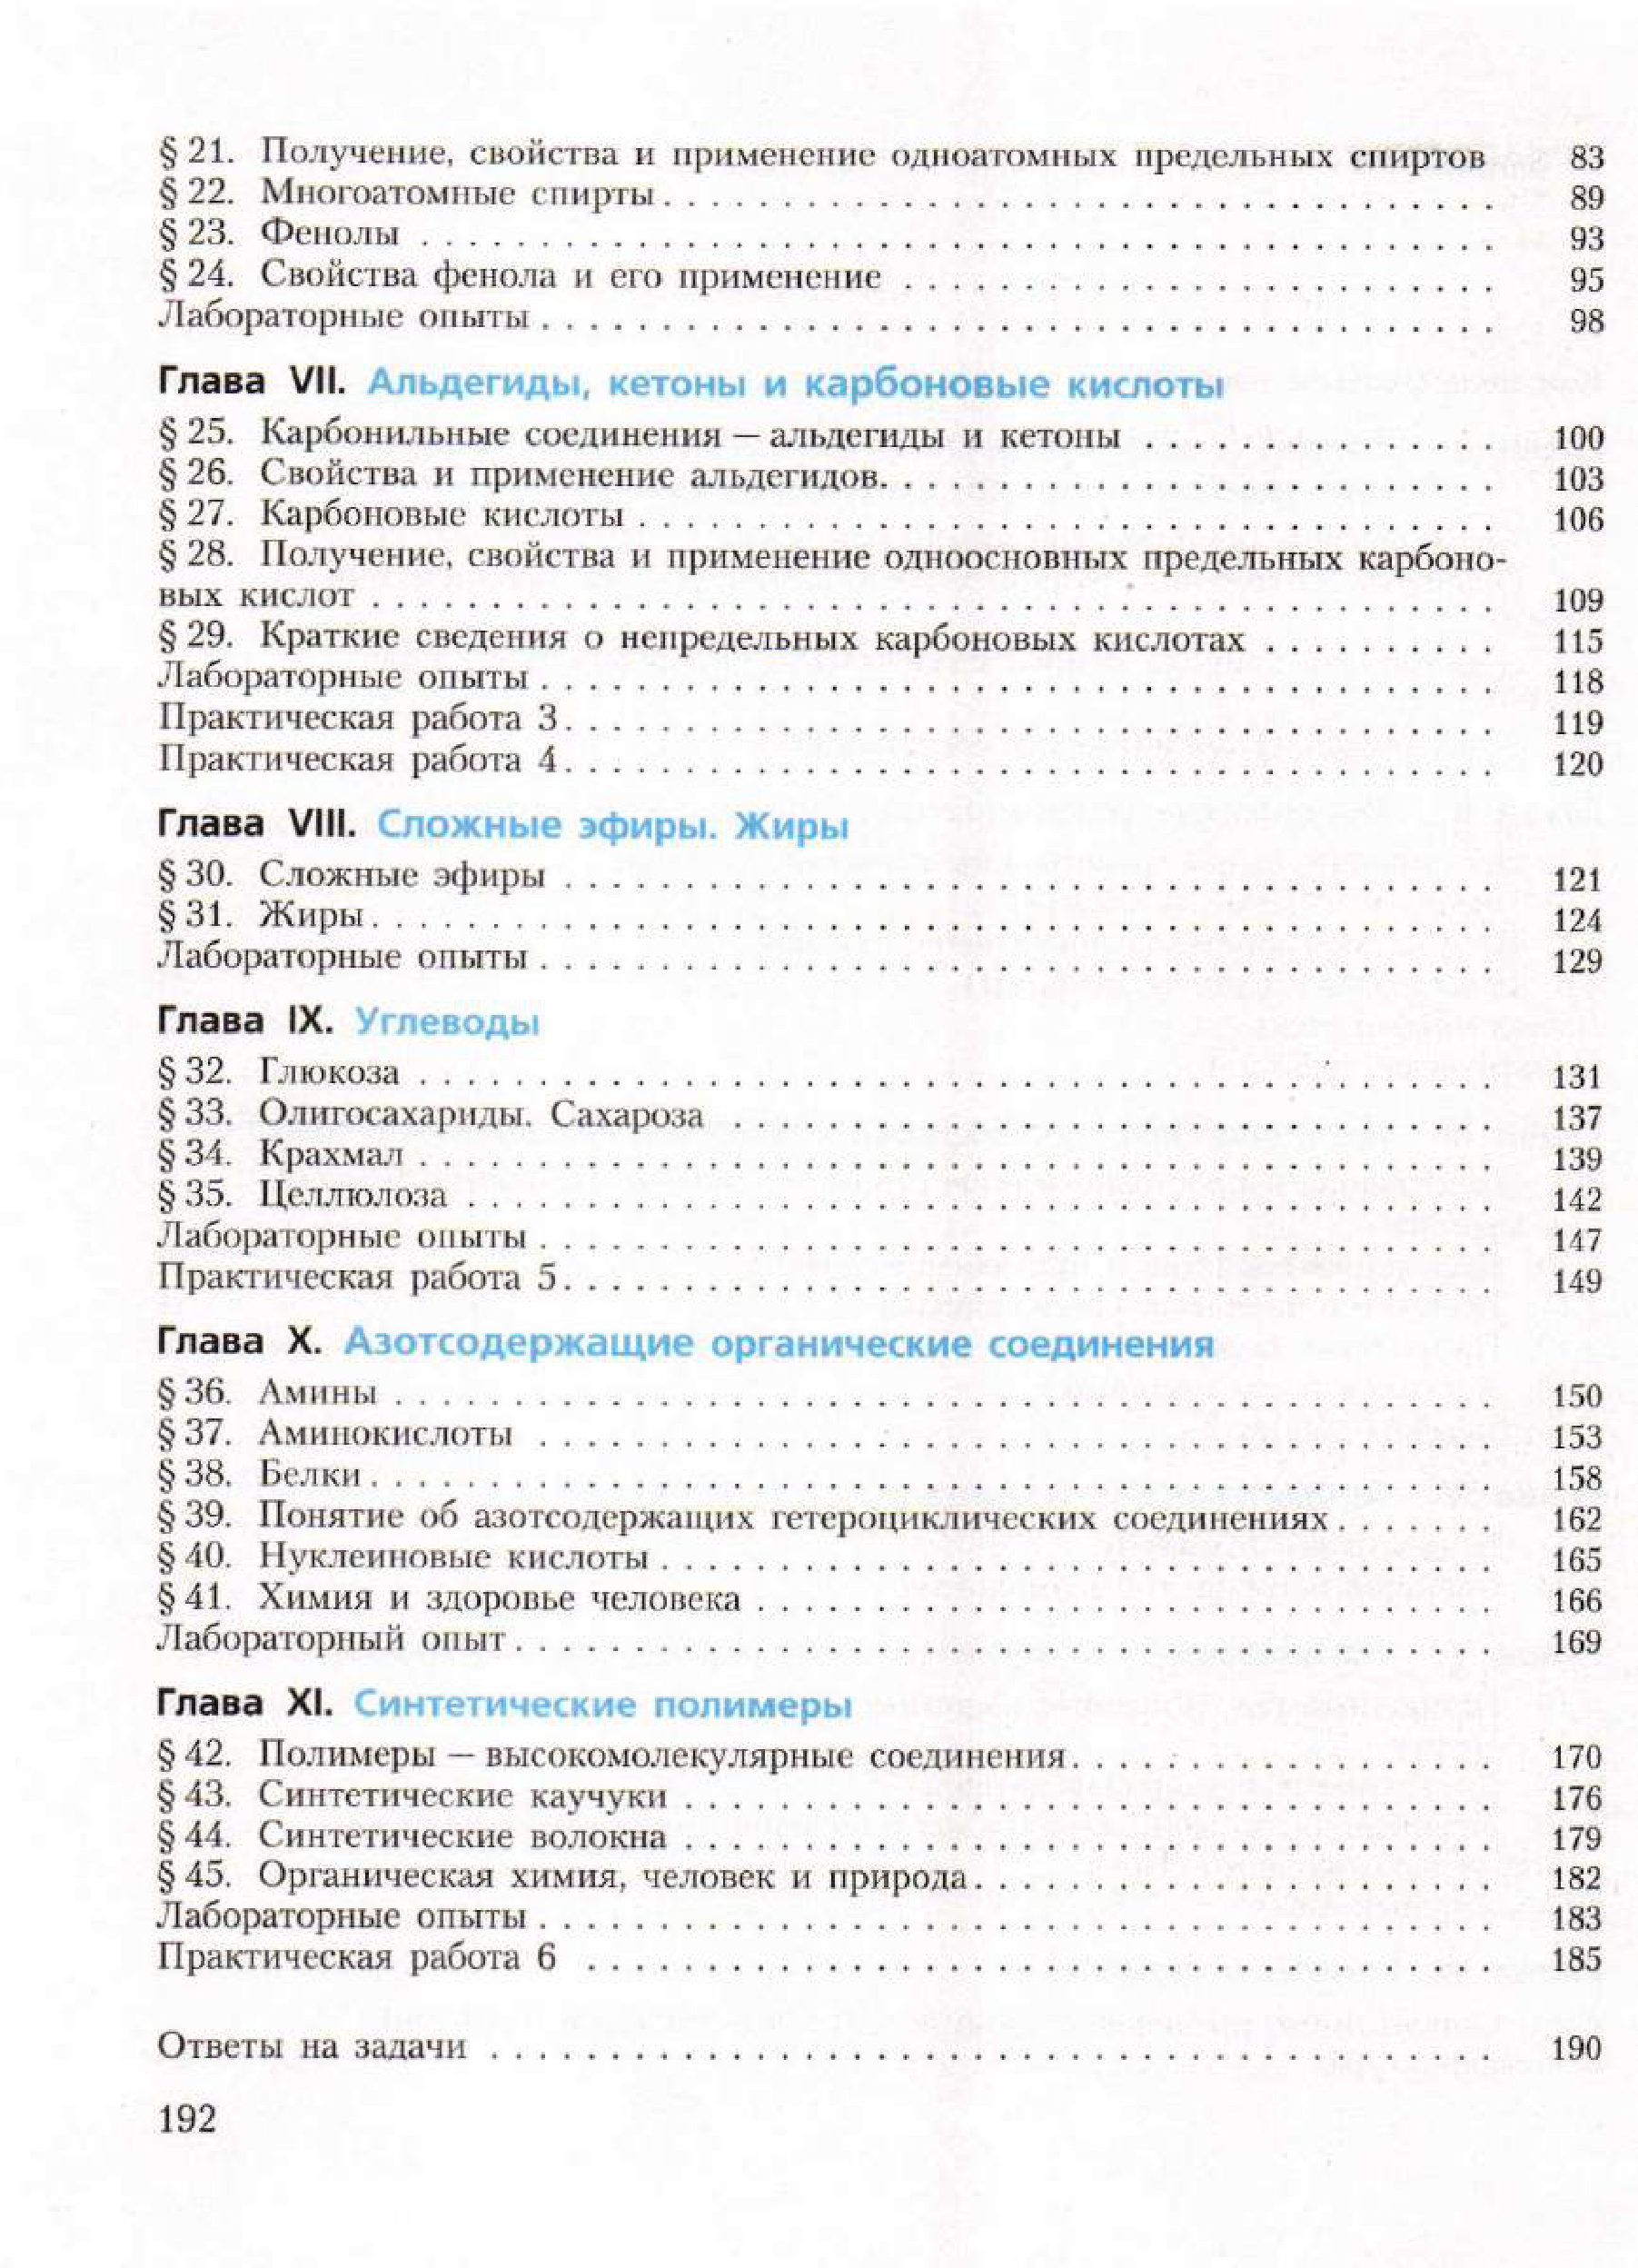 § 21. Получение, свойства и применение одноатомных предельных спиртов 83
§ 22. Многоатомные спирты . . . . . . . . . . . . . . . . . . . . 89
§ 23. Фенолы . . . . . . . . . . . . . . . . . . . . 93
§ 24. Свойства фенола и его применение . . . . . . . . . . . . . . . . . . . . 95
Лабораторные опыты . . . . . . . . . . . . . . . . . . . . 98
Глава VII. Альдегиды, кетоны и карбоновые кислоты
§ 25. Карбонильные соединения — альдегиды и кетоны . . . . . . . . . . . . . . . 100
§ 26. Свойства и применение альдегидов. . . . . . . . . . . . . . . . . . . . 103
§ 27. Карбоновые кислоты . . . . . . . . . . . . . . . . . . . . 106
§ 28. Получение, свойства и применение одноосновных предельных карбоно-
вых кислот . . . . . . . . . . . . . . . . . . . . 109
§ 29. Краткие сведения о непредельных карбоновых кислотах . . . . . . . . . . 115
Лабораторные опыты . . . . . . . . . . . . . . . . . . . . 118
Практическая работа 3. . . . . . . . . . . . . . . . . . . . 119
Практическая работа 4. . . . . . . . . . . . . . . . . . . . 120
Глава VIII. Сложные эфиры. Жиры
§ 30. Сложные эфиры . . . . . . . . . . . . . . . . . . . . 121
§ 31. Жиры . . . . . . . . . . . . . . . . . . . . 124
Лабораторные опыты . . . . . . . . . . . . . . . . . . . . 129
Глава IX. Углеводы
§ 32. Глюкоза . . . . . . . . . . . . . . . . . . . . 131
§ 33. Олигосахариды. Сахароза . . . . . . . . . . . . . . . . . . . . 137
§ 34. Крахмал . . . . . . . . . . . . . . . . . . . . 139
§ 35. Целлюлоза . . . . . . . . . . . . . . . . . . . . 142
Лабораторные опыты . . . . . . . . . . . . . . . . . . . . 147
Практическая работа 5. . . . . . . . . . . . . . . . . . . . 149
Глава X. Азотсодержащие органические соединения
§ 36. Амины . . . . . . . . . . . . . . . . . . . . 150
§ 37. Аминокислоты . . . . . . . . . . . . . . . . . . . . 153
§ 38. Белки . . . . . . . . . . . . . . . . . . . . 158
§ 39. Понятие об азотсодержащих гетероциклических соединениях . . . . . . . 162
§ 40. Нуклеиновые кислоты . . . . . . . . . . . . . . . . . . . . 165
§ 41. Химия и здоровье человека . . . . . . . . . . . . . . . . . . . . 166
Лабораторный опыт . . . . . . . . . . . . . . . . . . . . 169
Глава XI. Синтетические полимеры
§ 42. Полимеры — высокомолекулярные соединения. . . . . . . . . . . . . . . . . . 170
§ 43. Синтетические каучуки . . . . . . . . . . . . . . . . . . . . 176
§ 44. Синтетические волокна . . . . . . . . . . . . . . . . . . . . 179
§ 45. Органическая химия, человек и природа. . . . . . . . . . . . . . . . . . . . 182
Лабораторные опыты . . . . . . . . . . . . . . . . . . . . 183
Практическая работа 6 . . . . . . . . . . . . . . . . . . . . 185
Ответы на задачи . . . . . . . . . . . . . . . . . . . . 190
192